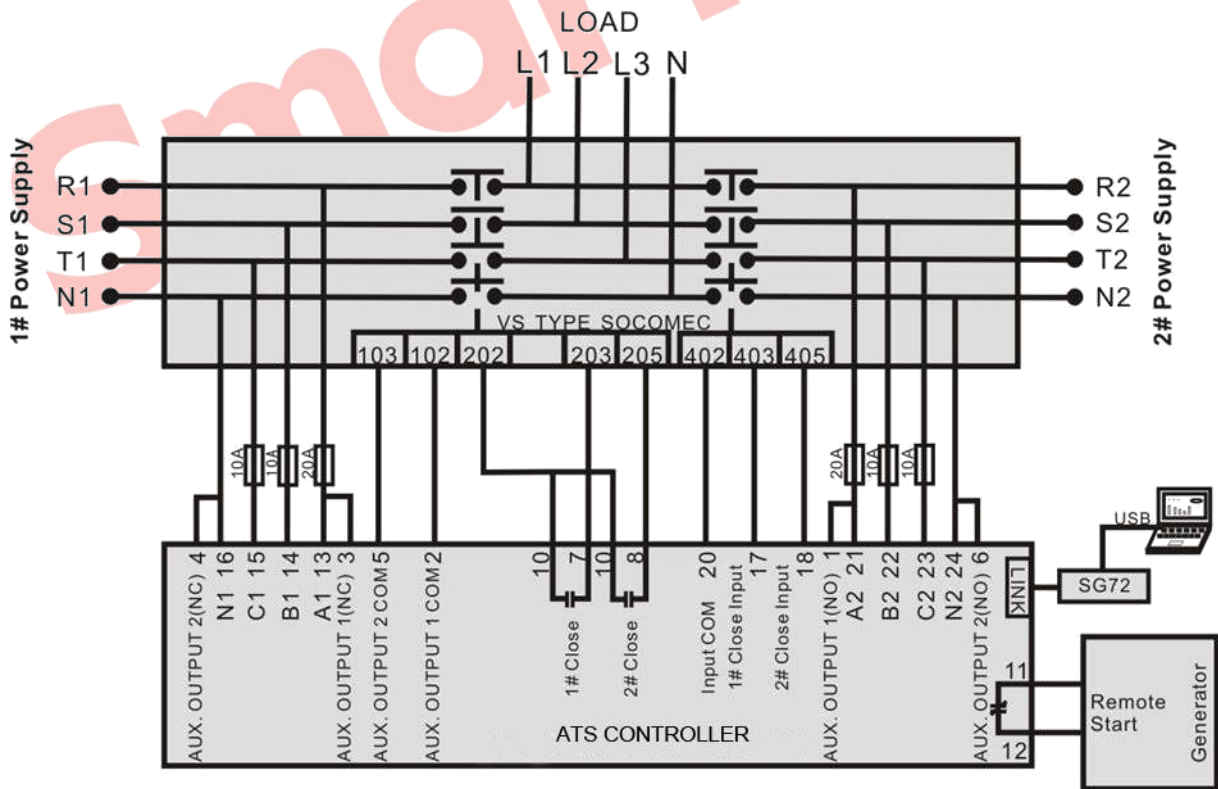 Smar
LOAD
L1 L2 L3 N
1# Power Supply
R1
S1
T1
N1
R2
S2
T2
N2
2# Power Supply
VS TYPE SOCOMEC
103 102 202 203 205 402 403 405
10A 10A 20A
20A 10A 10A
AUX. OUTPUT 2(NC) 4
N1 16
C1 15
B1 14
A1 13
AUX. OUTPUT 1(NC) 3
AUX. OUTPUT 2 COM 5
AUX. OUTPUT 1 COM 2
10
7
1# Close
10
8
2# Close
Input COM 20
1# Close Input 17
2# Close Input 18
AUX. OUTPUT 1(NO) 1
A2 21
B2 22
C2 23
N2 24
AUX. OUTPUT 2(NO) 6
LINK
USB
SG72
11
12
Remote
Start
Generator
ATS CONTROLLER